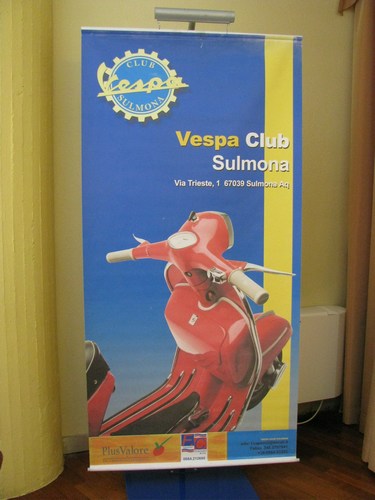 CLUB
Vespa
SULMONA
Vespa Club
Sulmona
Via Trieste, 1 67039 Sulmona Aq
PlusValore